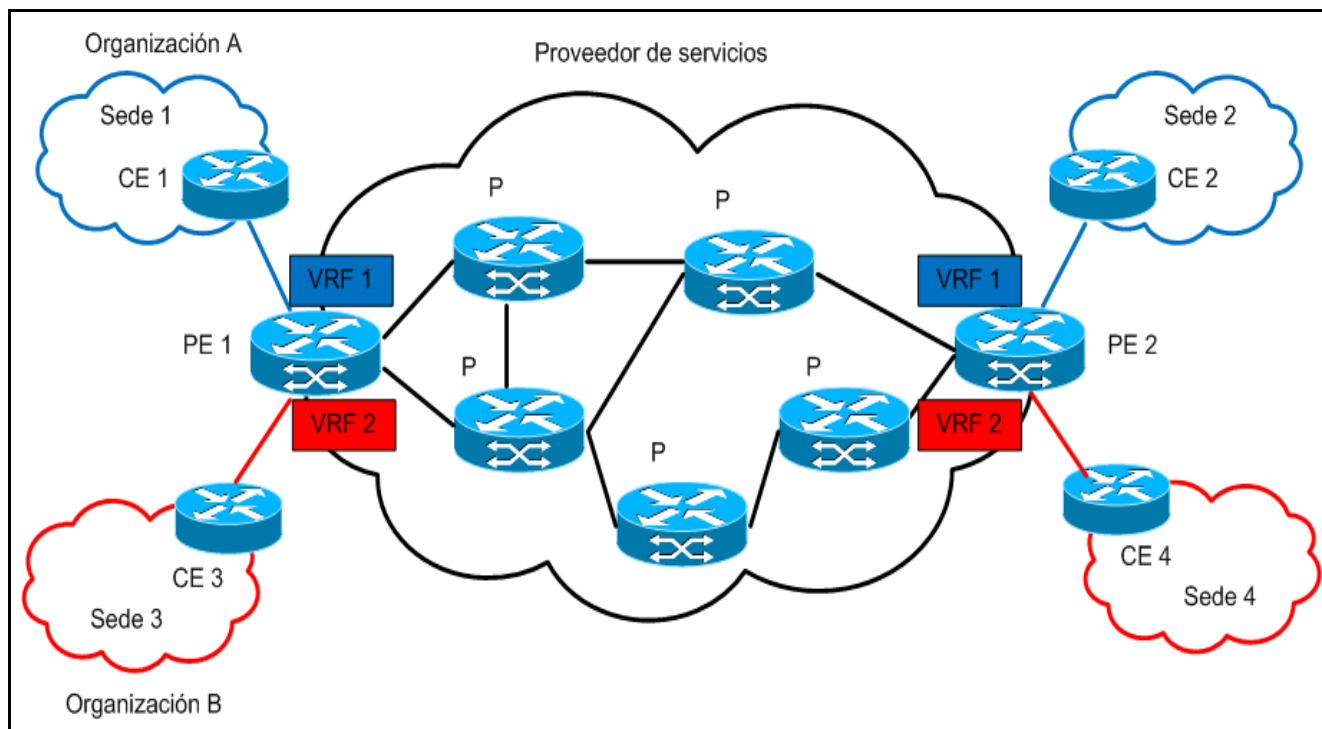 Organización A
Proveedor de servicios
Sede 1
Sede 2
CE 1
CE 2
P
P
VRF 1
VRF 1
PE 1
PE 2
P
P
VRF 2
VRF 2
P
CE 3
CE 4
Sede 3
Sede 4
Organización B